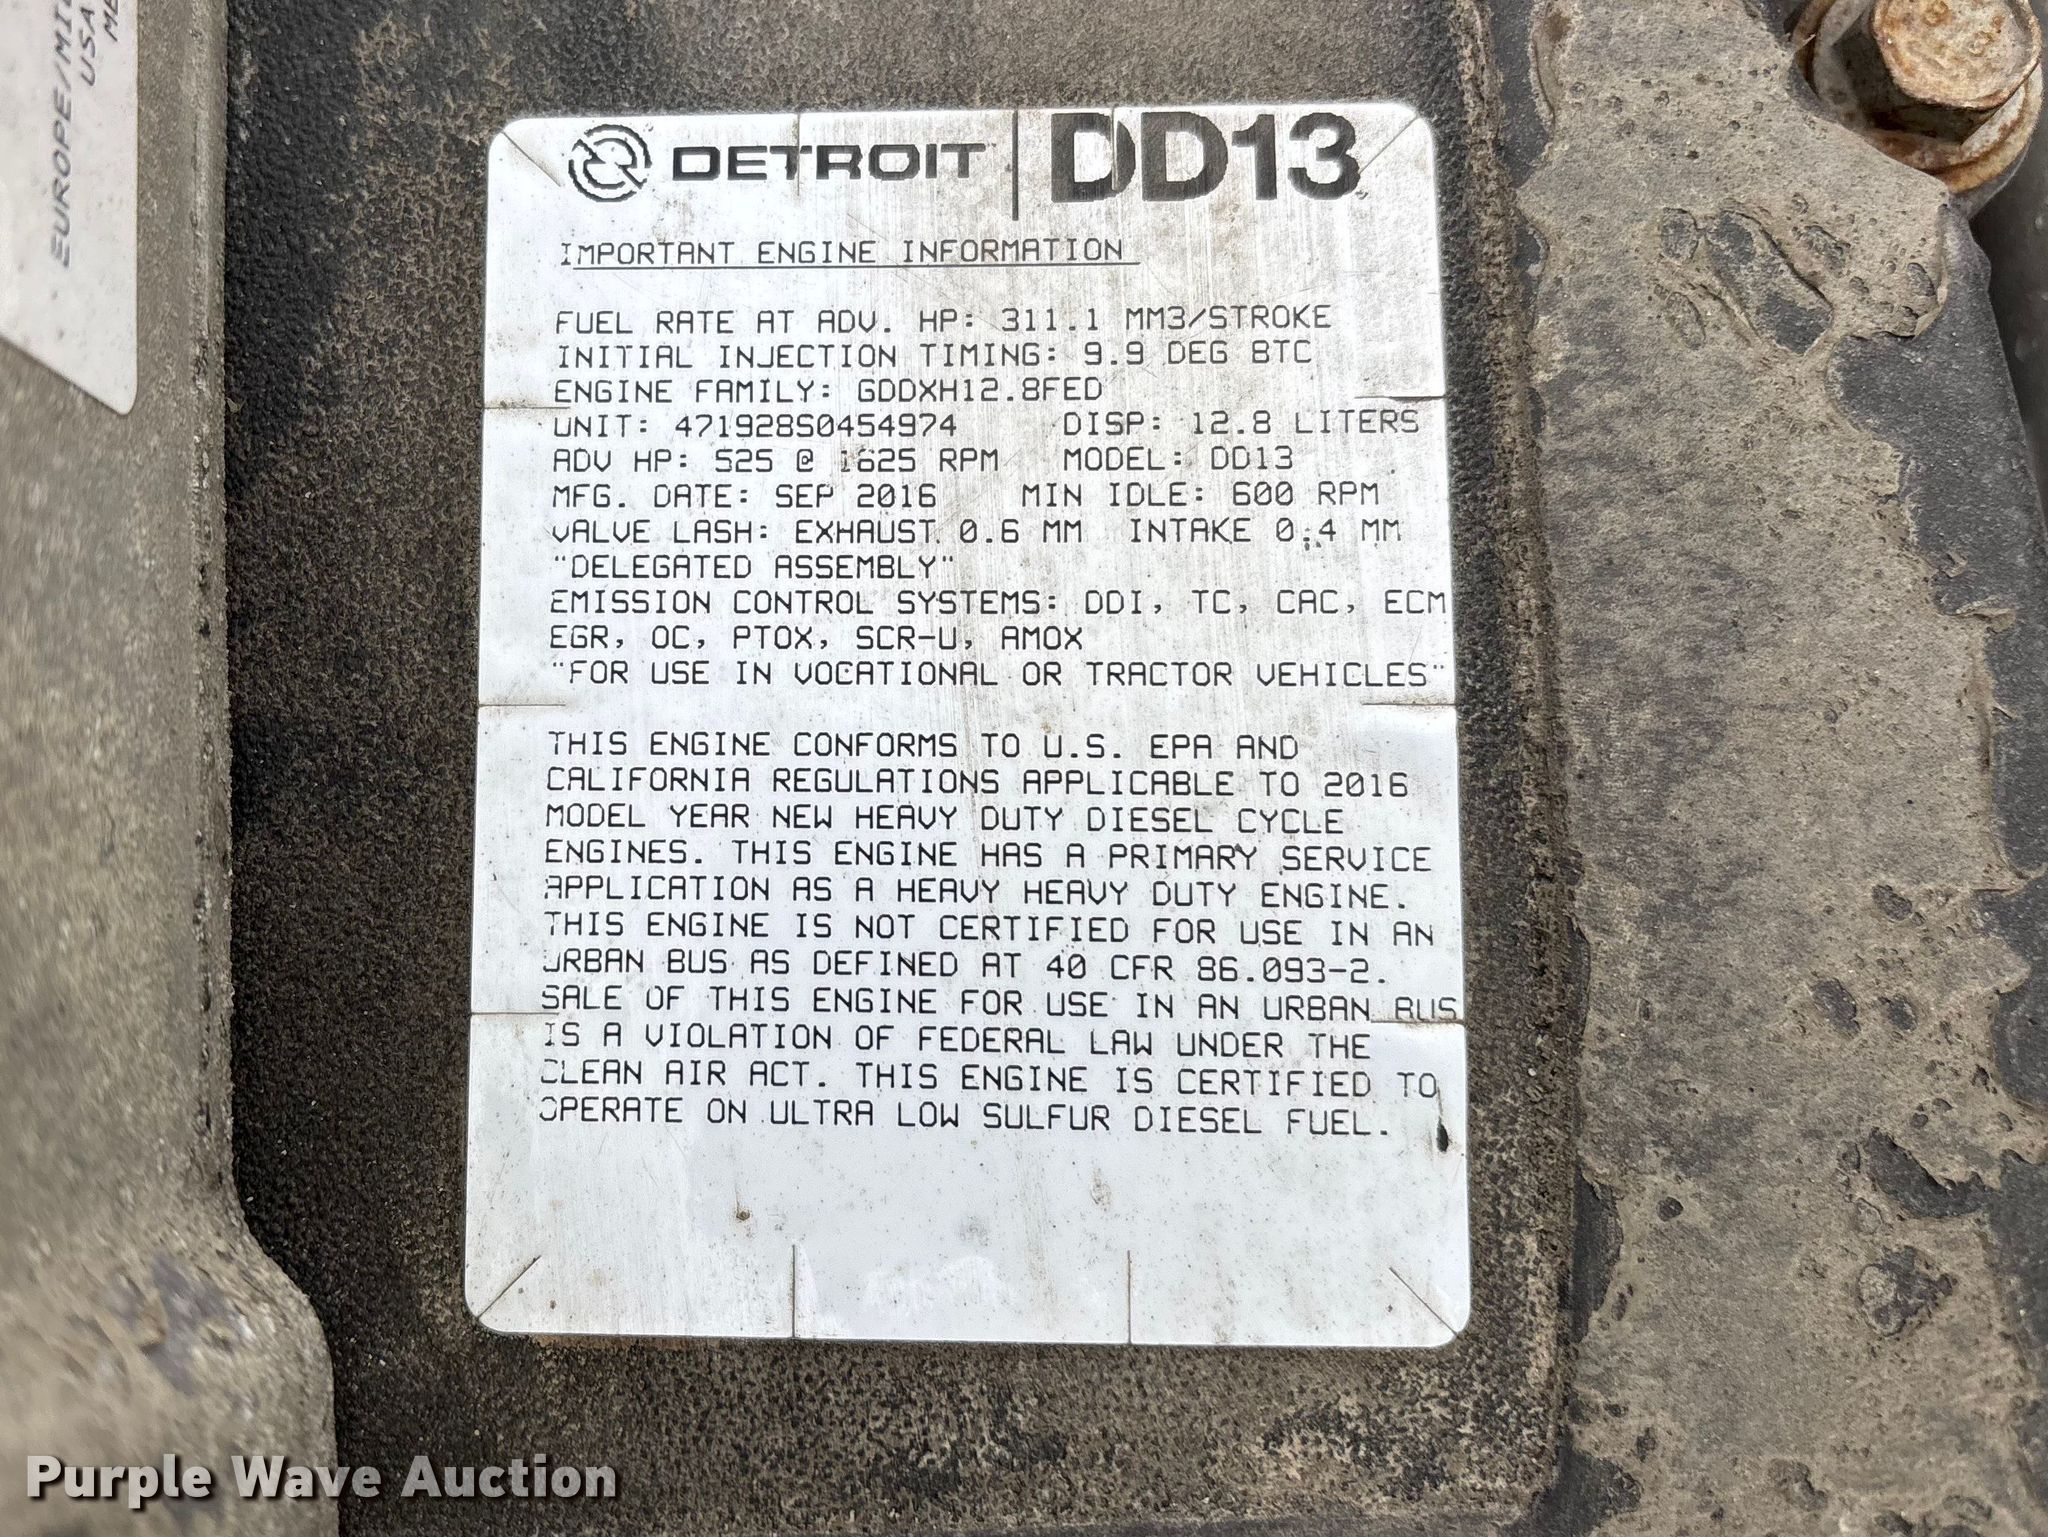 EUROPE/MI
USA
ME
DETROIT DD13
IMPORTANT ENGINE INFORMATION
FUEL RATE AT ADV. HP: 311.1 MM3/STROKE
INITIAL INJECTION TIMING: 9.9 DEG BTC
ENGINE FAMILY: GDDXH12.8FED
UNIT: 471928S0454974 DISP: 12.8 LITERS
ADV HP: 525 @ 1625 RPM MODEL: DD13
MFG. DATE: SEP 2016 MIN IDLE: 600 RPM
VALVE LASH: EXHAUST 0.6 MM INTAKE 0.4 MM
"DELEGATED ASSEMBLY"
EMISSION CONTROL SYSTEMS: DDI, TC, CAC, ECM
EGR, OC, PTOX, SCR-U, AMOX
"FOR USE IN VOCATIONAL OR TRACTOR VEHICLES"
THIS ENGINE CONFORMS TO U.S. EPA AND
CALIFORNIA REGULATIONS APPLICABLE TO 2016
MODEL YEAR NEW HEAVY DUTY DIESEL CYCLE
ENGINES. THIS ENGINE HAS A PRIMARY SERVICE
APPLICATION AS A HEAVY HEAVY DUTY ENGINE.
THIS ENGINE IS NOT CERTIFIED FOR USE IN AN
URBAN BUS AS DEFINED AT 40 CFR 86.093-2.
SALE OF THIS ENGINE FOR USE IN AN URBAN BUS
IS A VIOLATION OF FEDERAL LAW UNDER THE
CLEAN AIR ACT. THIS ENGINE IS CERTIFIED TO
OPERATE ON ULTRA LOW SULFUR DIESEL FUEL.
Purple Wave Auction